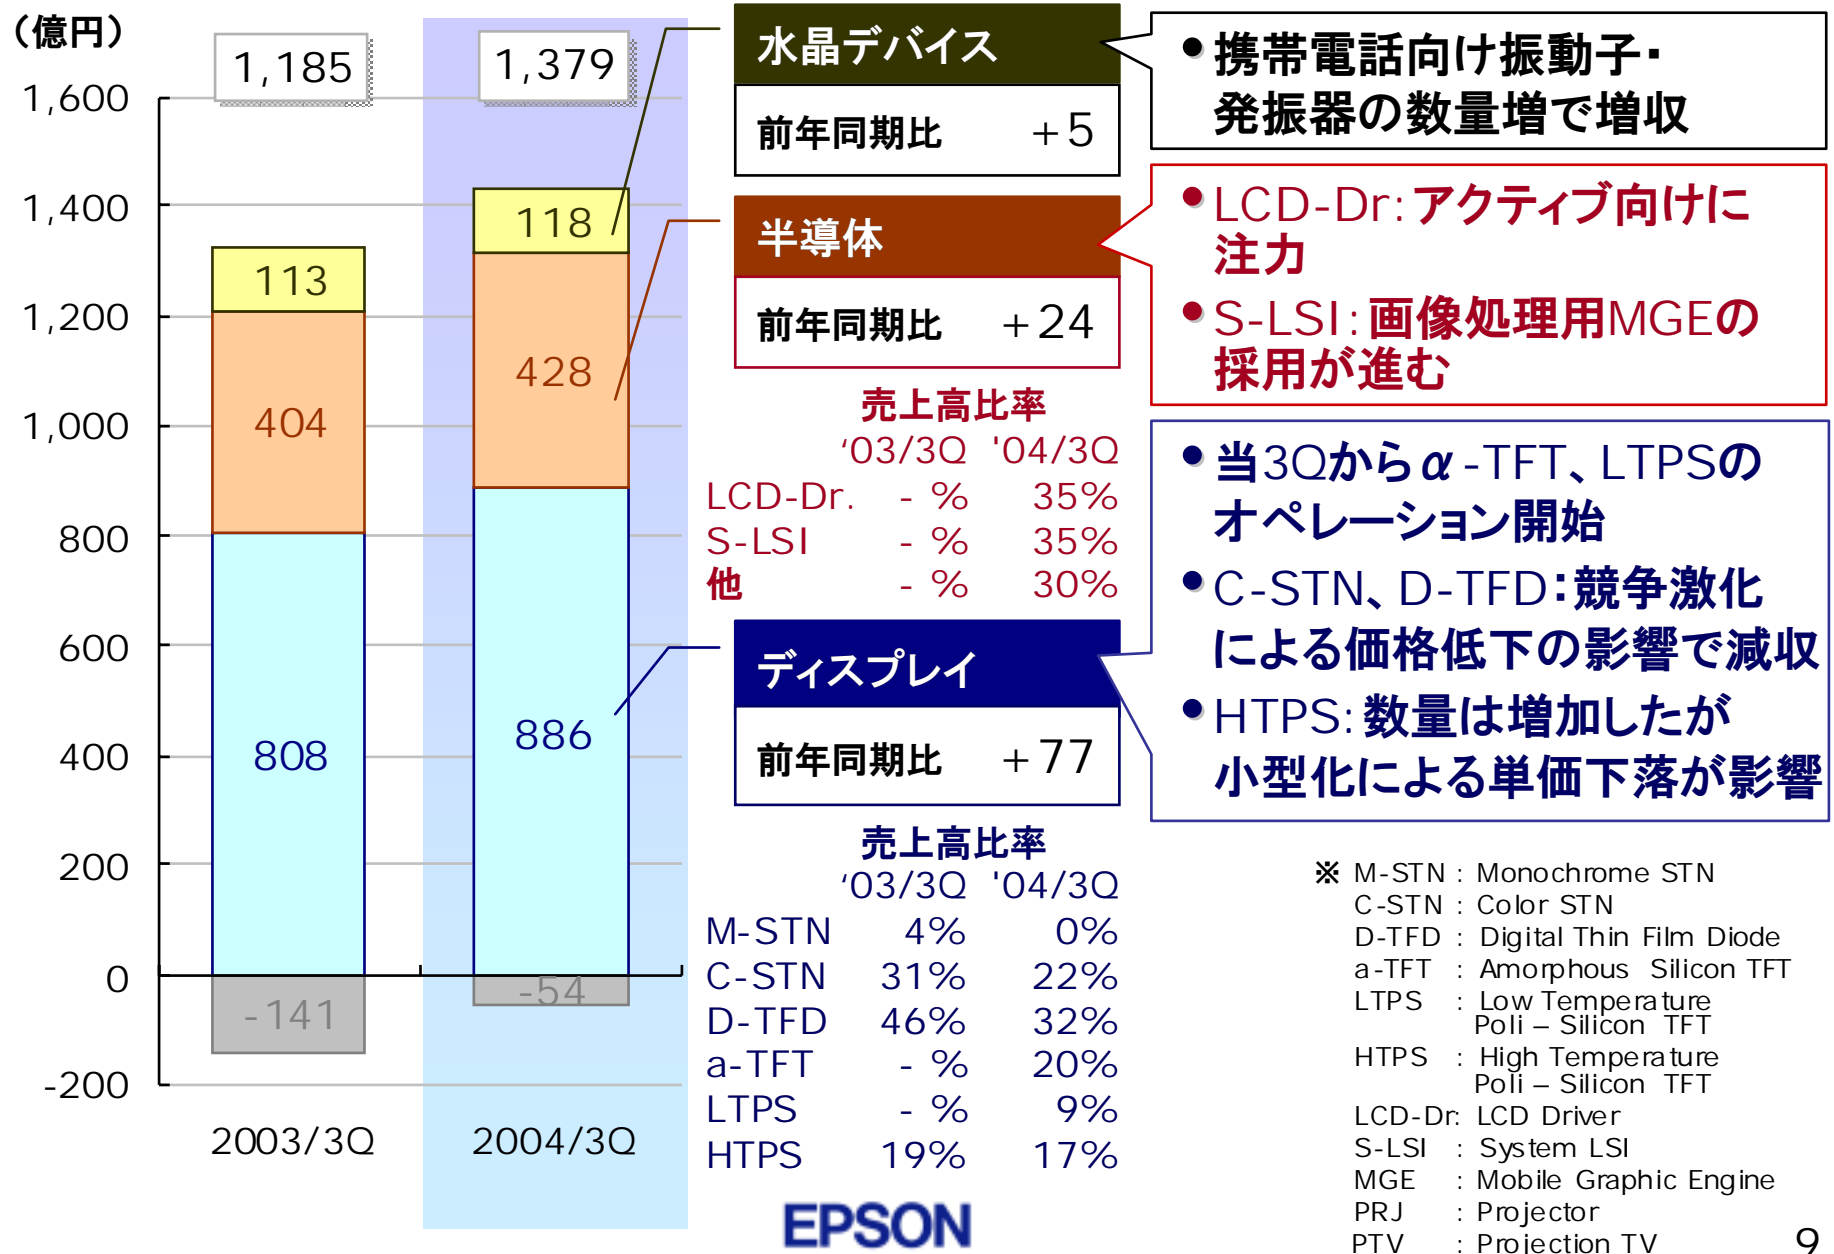 （億円）
1,185
1,379
1,600
1,400
1,200
1,000
800
600
400
200
0
-200
113
404
808
-141
118
428
886
-54
2003/3Q
2004/3Q
水晶デバイス
前年同期比 +5
•携帯電話向け振動子・
発振器の数量増で増収
半導体
前年同期比 +24
•LCD-Dr:アクティブ向けに
注力
•S-LSI:画像処理用MGEの
採用が進む
売上高比率
‘03/3Q '04/3Q
LCD-Dr. - % 35%
S-LSI - % 35%
他 - % 30%
ディスプレイ
前年同期比 +77
•当3Qからα-TFT、LTPSの
オペレーション開始
•C-STN、D-TFD：競争激化
による価格低下の影響で減収
•HTPS:数量は増加したが
小型化による単価下落が影響
売上高比率
‘03/3Q '04/3Q
M-STN 4% 0%
C-STN 31% 22%
D-TFD 46% 32%
a-TFT - % 20%
LTPS - % 9%
HTPS 19% 17%
※ M-STN : Monochrome STN
C-STN : Color STN
D-TFD : Digital Thin Film Diode
a-TFT : Amorphous Silicon TFT
LTPS : Low Temperature
Poli – Silicon TFT
HTPS : High Temperature
Poli – Silicon TFT
LCD-Dr: LCD Driver
S-LSI : System LSI
MGE : Mobile Graphic Engine
PRJ : Projector
PTV : Projection TV
EPSON
9